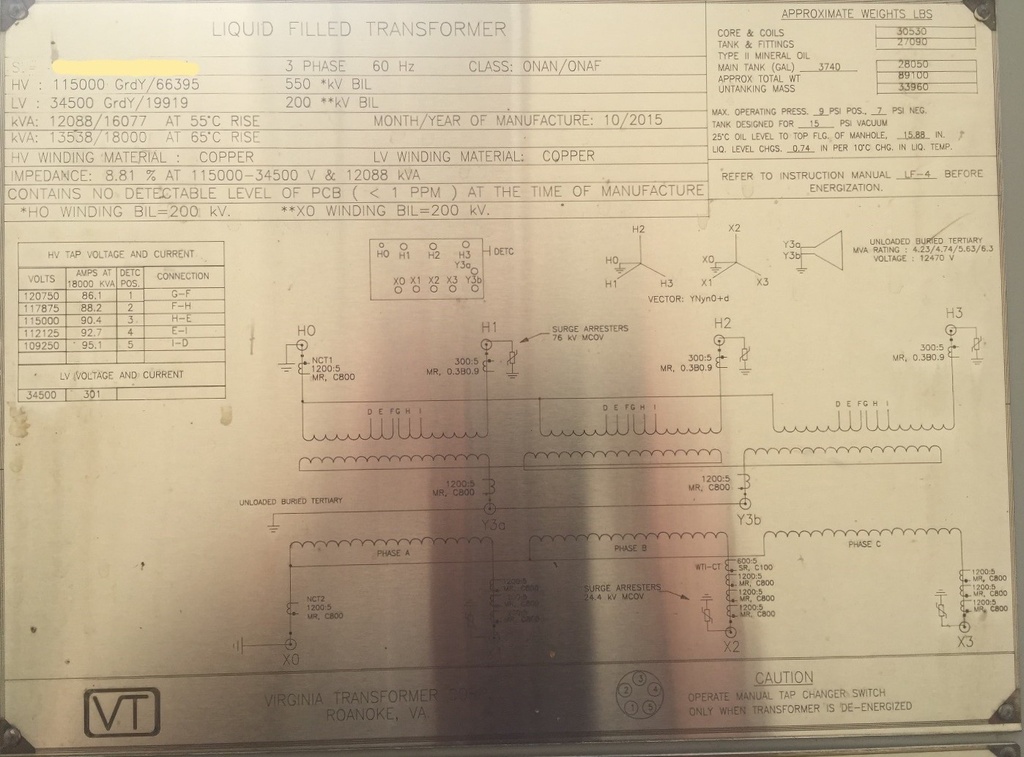 LIQUID FILLED TRANSFORMER
3 PHASE 60 Hz CLASS: ONAN/ONAF
HV : 115000 GrdY/66395 550 *kV BIL
LV : 34500 GrdY/19919 200 **kV BIL
kVA: 12088/16077 AT 55°C RISE MONTH/YEAR OF MANUFACTURE: 10/2015
kVA: 13538/18000 AT 65°C RISE
HV WINDING MATERIAL : COPPER LV WINDING MATERIAL: COPPER
IMPEDANCE: 8.81 % AT 115000-34500 V & 12088 kVA
CONTAINS NO DETECTABLE LEVEL OF PCB ( < 1 PPM ) AT THE TIME OF MANUFACTURE
*HO WINDING BIL=200 kV. **XO WINDING BIL=200 kV.
APPROXIMATE WEIGHTS LBS
CORE & COILS 30530
TANK & FITTINGS 27090
TYPE II MINERAL OIL
MAIN TANK (GAL) 3740 28050
APPROX TOTAL WT 89100
UNTANKING MASS 33960
MAX. OPERATING PRESS. 9 PSI POS., 7 PSI NEG.
TANK DESIGNED FOR 15 PSI VACUUM
25°C OIL LEVEL TO TOP FLG. OF MANHOLE, 15.88 IN.
LIQ. LEVEL CHGS. 0.74 IN PER 10°C CHG. IN LIQ. TEMP.
REFER TO INSTRUCTION MANUAL LF-4 BEFORE
ENERGIZATION.
HV TAP VOLTAGE AND CURRENT
VOLTS AMPS AT 18000 KVA DETC POS. CONNECTION
120750 86.1 1 G-F
117875 88.2 2 F-H
115000 90.4 3 H-E
112125 92.7 4 E-I
109250 95.1 5 I-D
LV VOLTAGE AND CURRENT
34500 301
HO H1 H2 H3 DETC
Y3a
XO X1 X2 X3 Y3b
H2
HO
H1 H3
X2
XO
X1 X3
VECTOR: YNyn0+d
Y3a
Y3b
UNLOADED BURIED TERTIARY
MVA RATING : 4.23/4.74/5.63/6.3
VOLTAGE : 12470 V
HO H1 H2 H3
SURGE ARRESTERS
76 kV MCOV
NCT1
1200:5
MR, C800
300:5
MR, 0.3B0.9
300:5
MR, 0.3B0.9
300:5
MR, 0.3B0.9
D E F G H I
D E F G H I
D E F G H I
1200:5
MR, C800
1200:5
MR, C800
UNLOADED BURIED TERTIARY
Y3a Y3b
PHASE A PHASE B PHASE C
NCT2
1200:5
MR, C800
WTI-CT
600:5
SR, C100
1200:5
MR, C800
1200:5
MR, C800
1200:5
MR, C800
1200:5
MR, C800
1200:5
MR, C800
1200:5
MR, C800
SURGE ARRESTERS
24.4 kV MCOV
XO X2 X3
VT
VIRGINIA TRANSFORMER
ROANOKE, VA
1 2 3 4 5
CAUTION
OPERATE MANUAL TAP CHANGER SWITCH
ONLY WHEN TRANSFORMER IS DE-ENERGIZED